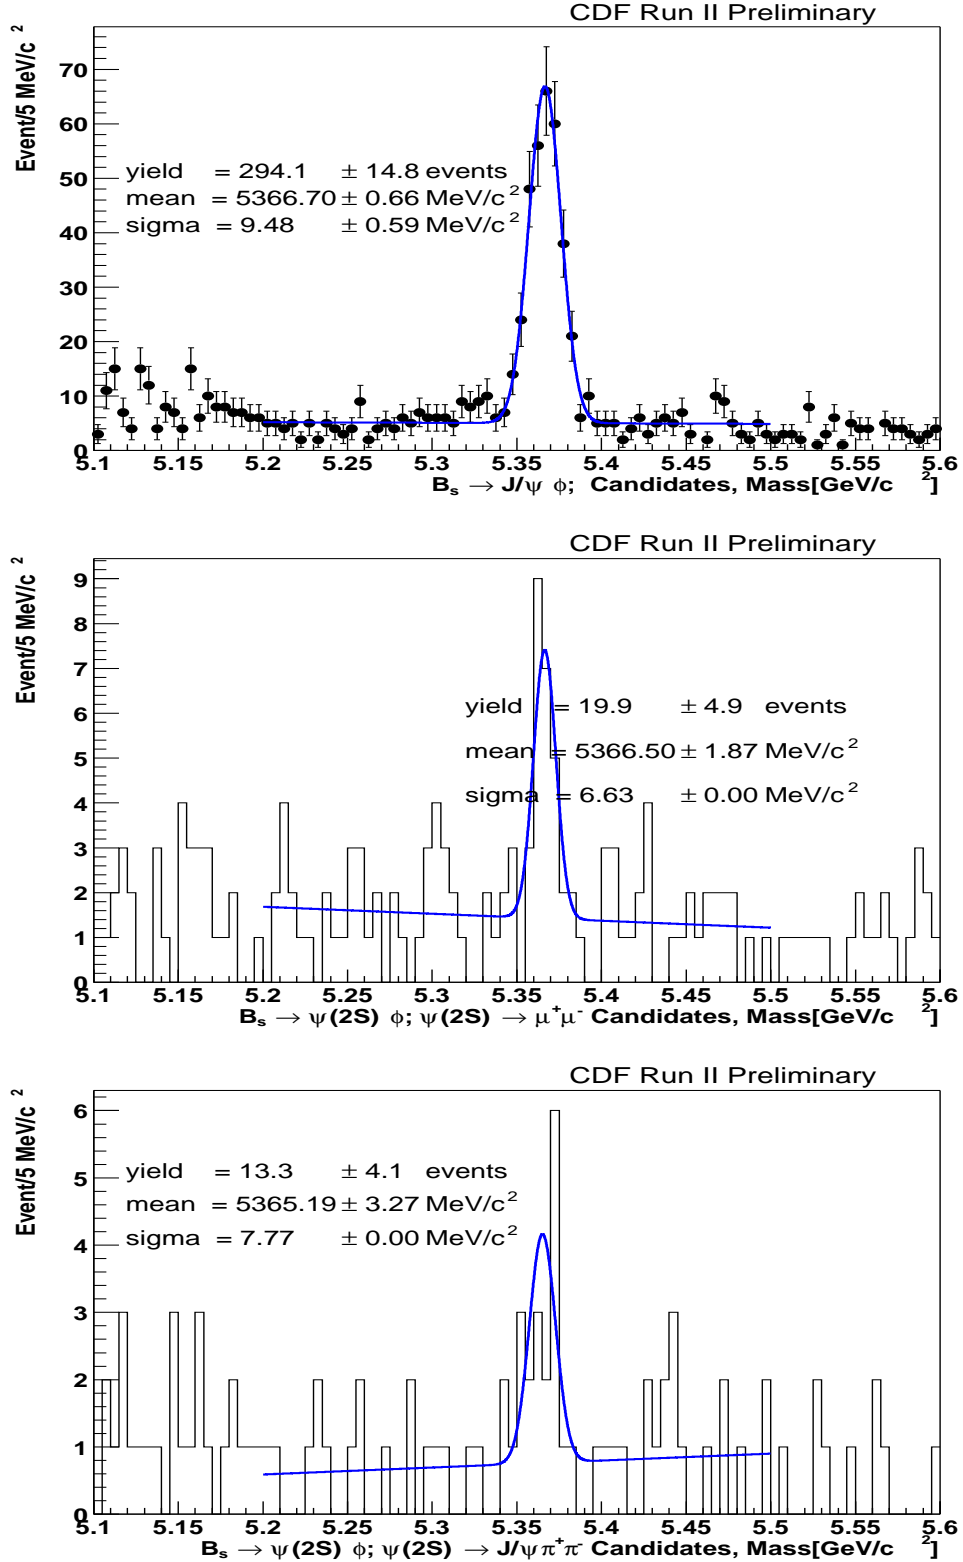 CDF Run II Preliminary
Event/5 MeV/c 2
70
60
50
40
30
20
10
0
yield = 294.1 ± 14.8 events
mean = 5366.70 ± 0.66 MeV/c2
sigma = 9.48 ± 0.59 MeV/c2
5.1 5.15 5.2 5.25 5.3 5.35 5.4 5.45 5.5 5.55 5.6
Bs → J/ψ φ; Candidates, Mass[GeV/c 2]
CDF Run II Preliminary
Event/5 MeV/c 2
9
8
7
6
5
4
3
2
1
0
yield = 19.9 ± 4.9 events
mean = 5366.50 ± 1.87 MeV/c2
sigma = 6.63 ± 0.00 MeV/c2
5.1 5.15 5.2 5.25 5.3 5.35 5.4 5.45 5.5 5.55 5.6
Bs → ψ(2S) φ; ψ(2S) → μ+μ- Candidates, Mass[GeV/c 2]
CDF Run II Preliminary
Event/5 MeV/c 2
6
5
4
3
2
1
0
yield = 13.3 ± 4.1 events
mean = 5365.19 ± 3.27 MeV/c2
sigma = 7.77 ± 0.00 MeV/c2
5.1 5.15 5.2 5.25 5.3 5.35 5.4 5.45 5.5 5.55 5.6
Bs → ψ(2S) φ; ψ(2S) → J/ψ π+π- Candidates, Mass[GeV/c 2]